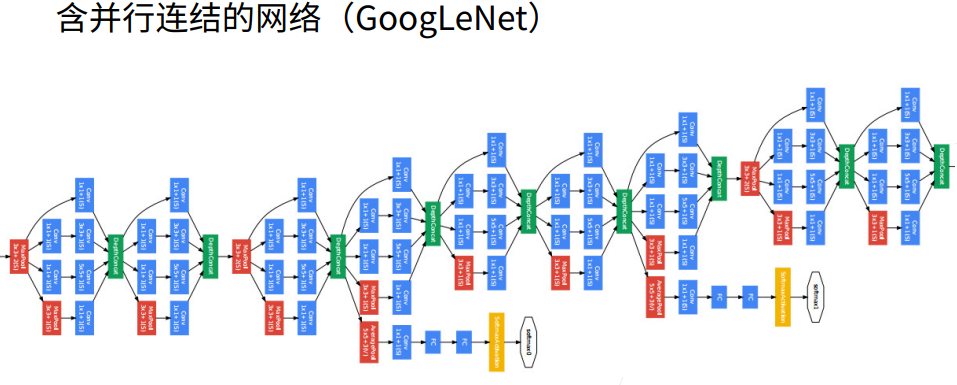 含并行连结的网络（GoogLeNet）
MaxPool
3x3+2(S)
Conv
1x1+1(S)
Conv
1x1+1(S)
Conv
3x3+1(S)
Conv
1x1+1(S)
Conv
5x5+1(S)
MaxPool
3x3+1(S)
Conv
1x1+1(S)
DepthConcat
Conv
1x1+1(S)
Conv
1x1+1(S)
Conv
3x3+1(S)
Conv
1x1+1(S)
Conv
5x5+1(S)
MaxPool
3x3+1(S)
Conv
1x1+1(S)
DepthConcat
MaxPool
3x3+2(S)
Conv
1x1+1(S)
Conv
1x1+1(S)
Conv
3x3+1(S)
Conv
1x1+1(S)
Conv
5x5+1(S)
MaxPool
3x3+1(S)
Conv
1x1+1(S)
DepthConcat
Conv
1x1+1(S)
Conv
1x1+1(S)
Conv
3x3+1(S)
Conv
1x1+1(S)
Conv
5x5+1(S)
MaxPool
3x3+1(S)
Conv
1x1+1(S)
AveragePool
5x5+3(V)
Conv
1x1+1(S)
FC
FC
SoftmaxActivation
softmax0
DepthConcat
Conv
1x1+1(S)
Conv
1x1+1(S)
Conv
3x3+1(S)
Conv
1x1+1(S)
Conv
5x5+1(S)
MaxPool
3x3+1(S)
Conv
1x1+1(S)
DepthConcat
Conv
1x1+1(S)
Conv
1x1+1(S)
Conv
3x3+1(S)
Conv
1x1+1(S)
Conv
5x5+1(S)
MaxPool
3x3+1(S)
Conv
1x1+1(S)
DepthConcat
Conv
1x1+1(S)
Conv
1x1+1(S)
Conv
3x3+1(S)
Conv
1x1+1(S)
Conv
5x5+1(S)
MaxPool
3x3+1(S)
Conv
1x1+1(S)
AveragePool
5x5+3(V)
Conv
1x1+1(S)
FC
FC
SoftmaxActivation
softmax1
DepthConcat
MaxPool
3x3+2(S)
Conv
1x1+1(S)
Conv
1x1+1(S)
Conv
3x3+1(S)
Conv
1x1+1(S)
Conv
5x5+1(S)
MaxPool
3x3+1(S)
Conv
1x1+1(S)
DepthConcat
Conv
1x1+1(S)
Conv
1x1+1(S)
Conv
3x3+1(S)
Conv
1x1+1(S)
Conv
5x5+1(S)
MaxPool
3x3+1(S)
Conv
1x1+1(S)
DepthConcat